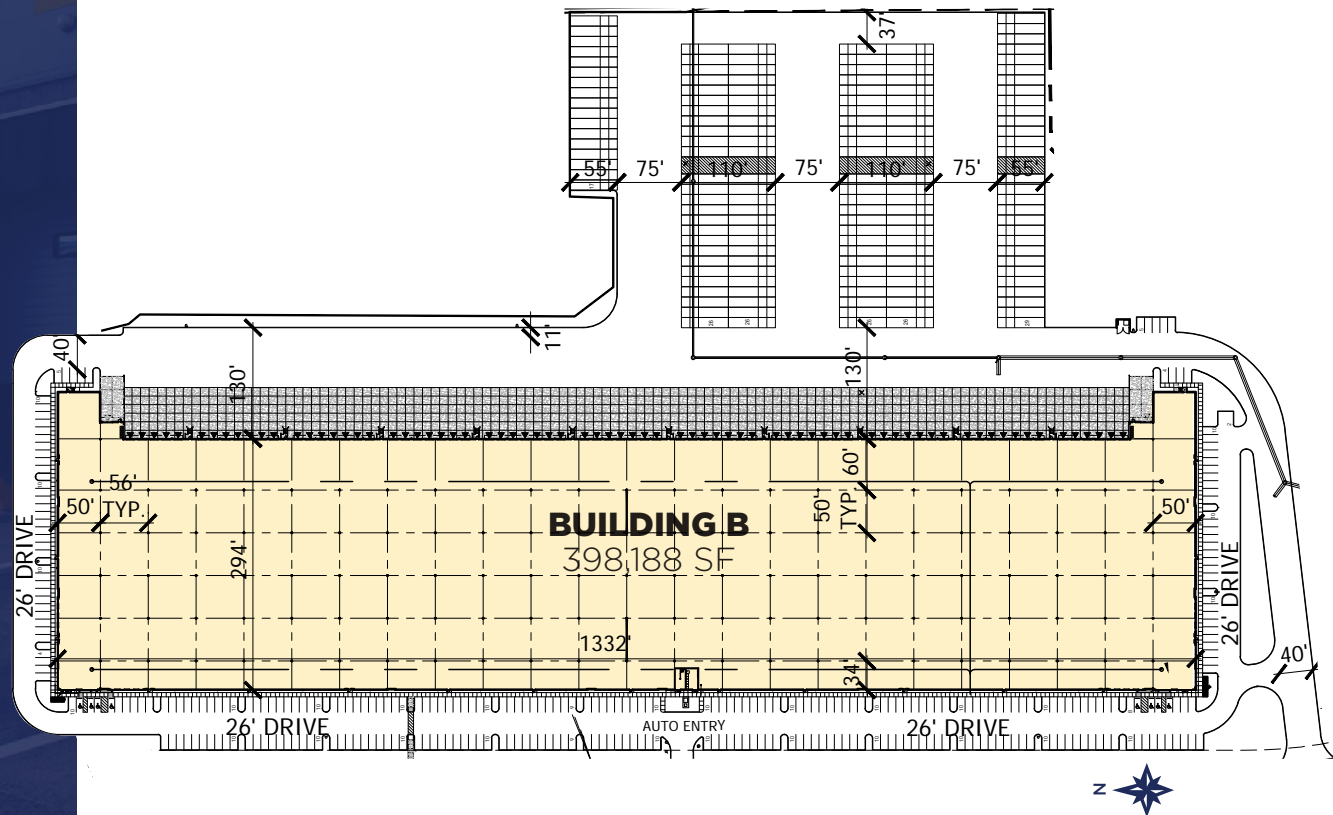 37'
55'
75'
110'
75'
110'
75'
55'
40'
11'
130'
130'
56'
TYP.
50'
60'
50'
TYP.
50'
BUILDING B
398,188 SF
294'
26' DRIVE
26' DRIVE
1332'
34'
40'
26' DRIVE
AUTO ENTRY
26' DRIVE
N